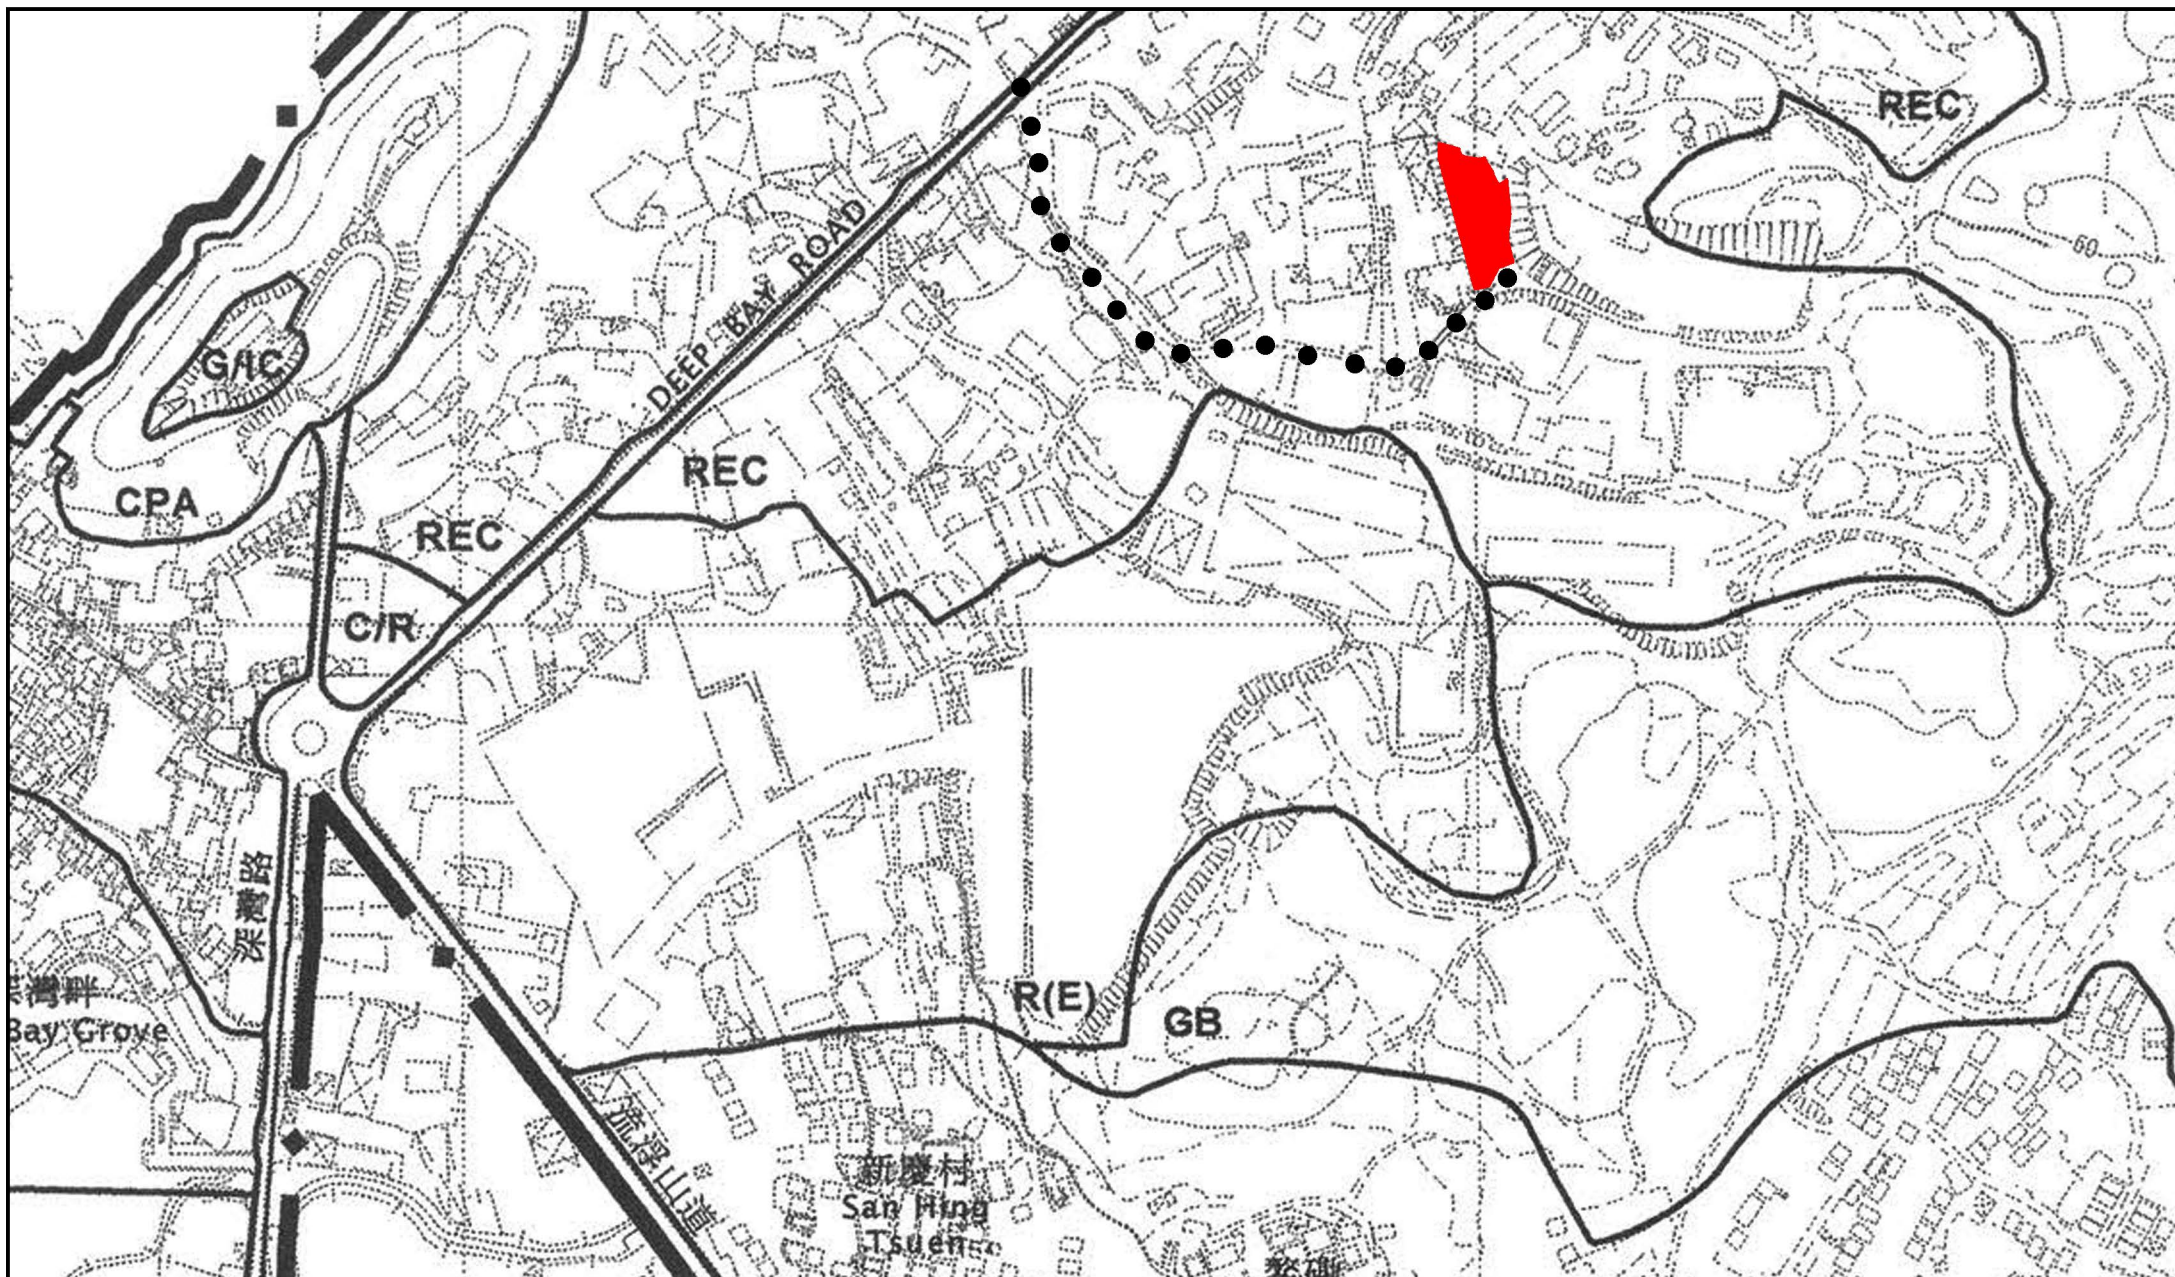 REC
60
DEEP BAY ROAD
G/IC
REC
CPA
REC
C/R
深灣路
R(E)
GB
灣畔
Bay Grove
流浮山道
新慶村
San Hing
Tsuen